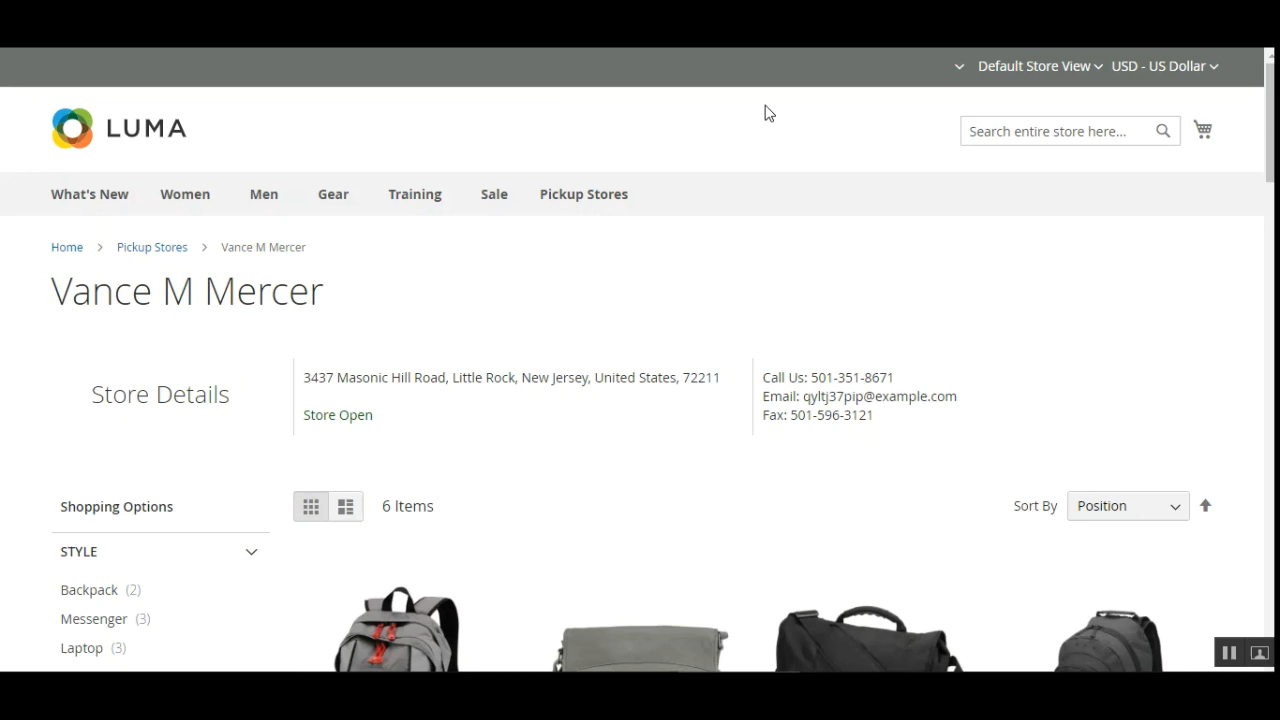 Default Store View USD - US Dollar
LUMA
Search entire store here...
What's New Women Men Gear Training Sale Pickup Stores
Home > Pickup Stores > Vance M Mercer
Vance M Mercer
Store Details
3437 Masonic Hill Road, Little Rock, New Jersey, United States, 72211
Store Open
Call Us: 501-351-8671
Email: qyltj37pip@example.com
Fax: 501-596-3121
Shopping Options
6 Items
Sort By Position
STYLE
Backpack (2)
Messenger (3)
Laptop (3)